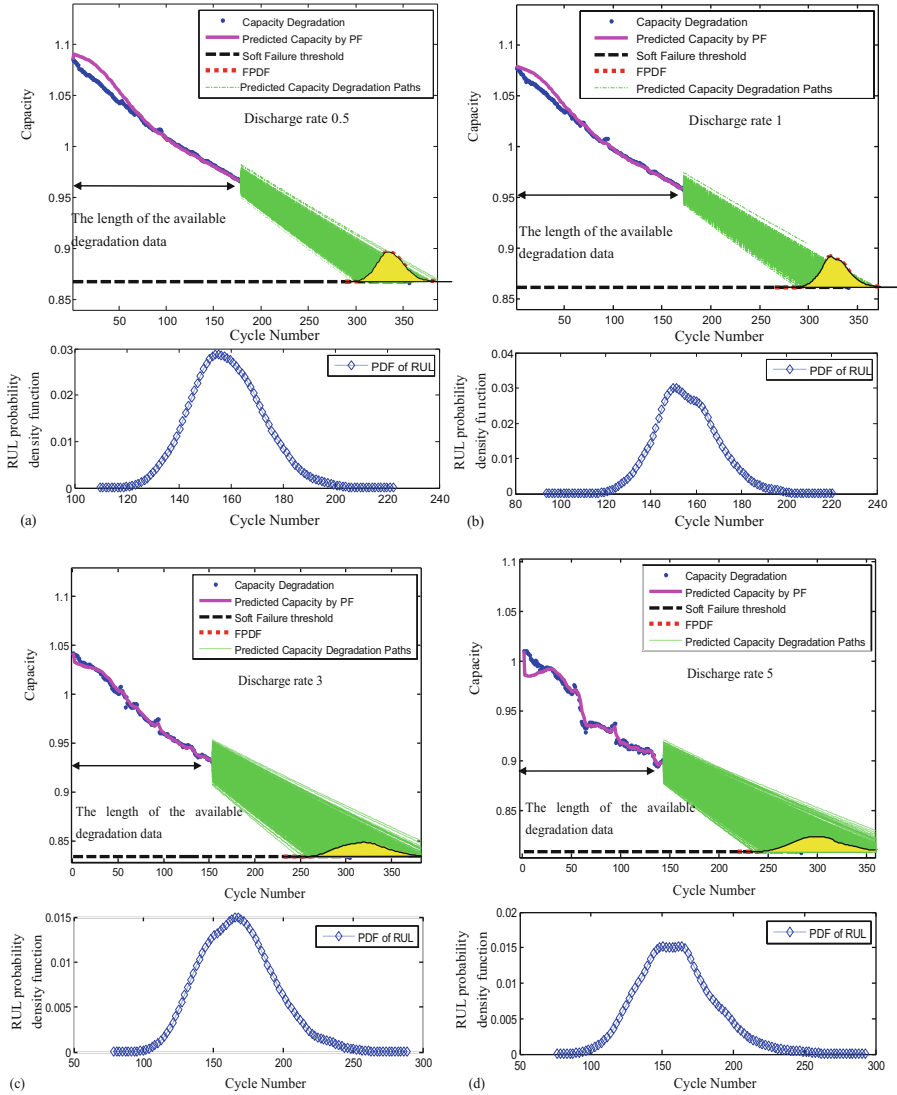 Capacity Degradation
Predicted Capacity by PF
Soft Failure threshold
FPDF
Predicted Capacity Degradation Paths
Discharge rate 0.5
The length of the available
degradation data
Capacity
1.1
1.05
1
0.95
0.9
0.85
50 100 150 200 250 300 350
Cycle Number
PDF of RUL
RUL probability
density function
0.03
0.02
0.01
0
100 120 140 160 180 200 220 240
Cycle Number
(a)
Capacity Degradation
Predicted Capacity by PF
Soft Failure threshold
FPDF
Predicted Capacity Degradation Paths
Discharge rate 1
The length of the available
degradation data
Capacity
1.1
1.05
1
0.95
0.9
0.85
50 100 150 200 250 300 350
Cycle Number
PDF of RUL
RUL probability
density fu nction
0.04
0.03
0.02
0.01
0
80 100 120 140 160 180 200 220 240
Cycle Number
(b)
Capacity Degradation
Predicted Capacity by PF
Soft Failure threshold
FPDF
Predicted Capacity Degradation Paths
Discharge rate 3
The length of the available
degradation data
Capacity
1.1
1.05
1
0.95
0.9
0.85
0 50 100 150 200 250 300 350
Cycle Number
PDF of RUL
RUL probability
density function
0.015
0.01
0.005
0
50 100 150 200 250 300
Cycle Number
(c)
Capacity Degradation
Predicted Capacity by PF
Soft Failure threshold
FPDF
Predicted Capacity Degradation Paths
Discharge rate 5
The length of the available
degradation data
Capacity
1.1
1.05
1
0.95
0.9
0.85
0 50 100 150 200 250 300 350
Cycle Number
PDF of RUL
RUL probability
density function
0.02
0.015
0.01
0.005
0
50 100 150 200 250 300
Cycle Number
(d)